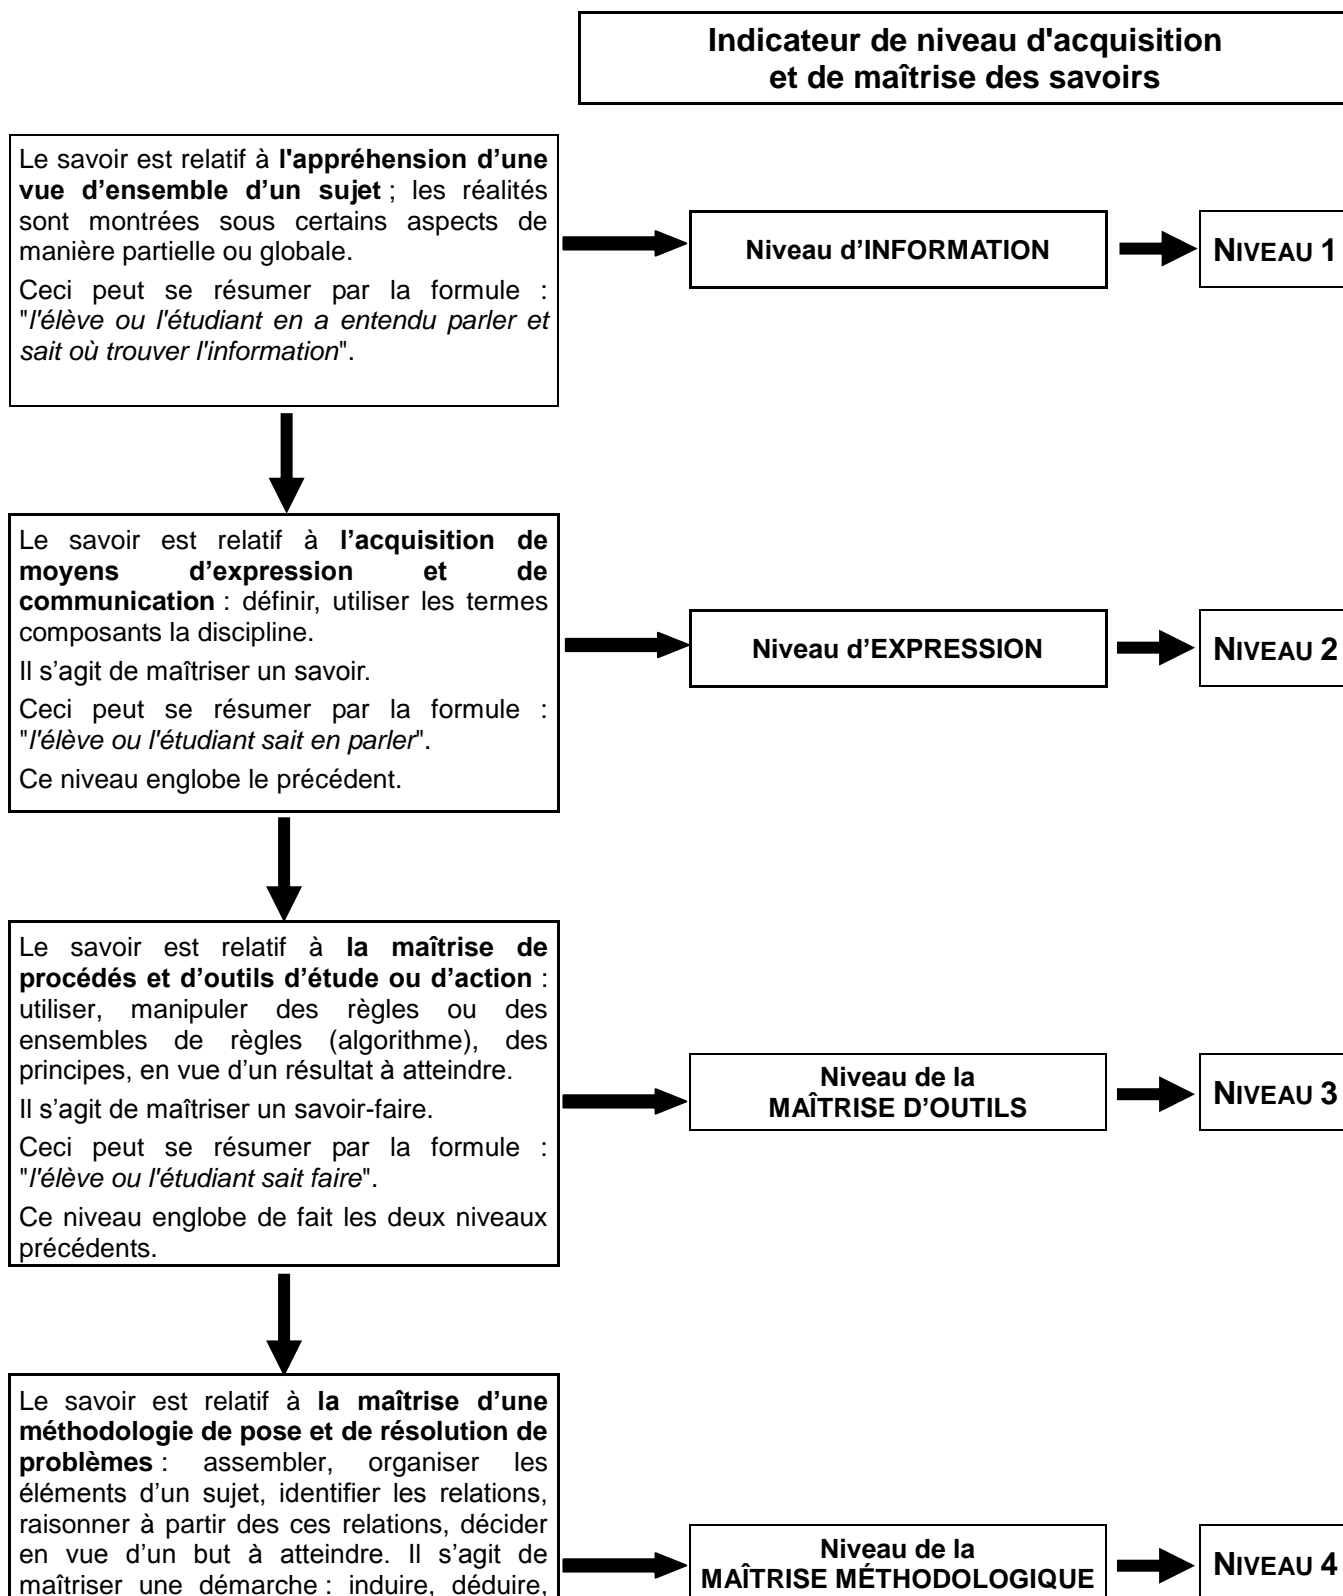 Indicateur de niveau d'acquisition
et de maîtrise des savoirs
Le savoir est relatif à l'appréhension d’une
vue d’ensemble d’un sujet ; les réalités
sont montrées sous certains aspects de
manière partielle ou globale.
Ceci peut se résumer par la formule :
"l'élève ou l'étudiant en a entendu parler et
sait où trouver l'information".
Niveau d’INFORMATION
NIVEAU 1
Le savoir est relatif à l’acquisition de
moyens d’expression et de
communication : définir, utiliser les termes
composants la discipline.
Il s’agit de maîtriser un savoir.
Ceci peut se résumer par la formule :
"l'élève ou l'étudiant sait en parler".
Ce niveau englobe le précédent.
Niveau d’EXPRESSION
NIVEAU 2
Le savoir est relatif à la maîtrise de
procédés et d’outils d’étude ou d’action :
utiliser, manipuler des règles ou des
ensembles de règles (algorithme), des
principes, en vue d’un résultat à atteindre.
Il s’agit de maîtriser un savoir-faire.
Ceci peut se résumer par la formule :
"l'élève ou l'étudiant sait faire".
Ce niveau englobe de fait les deux niveaux
précédents.
Niveau de la
MAÎTRISE D’OUTILS
NIVEAU 3
Le savoir est relatif à la maîtrise d’une
méthodologie de pose et de résolution de
problèmes : assembler, organiser les
éléments d’un sujet, identifier les relations,
raisonner à partir des ces relations, décider
en vue d’un but à atteindre. Il s’agit de
maîtriser une démarche : induire, déduire,
Niveau de la
MAÎTRISE MÉTHODOLOGIQUE
NIVEAU 4